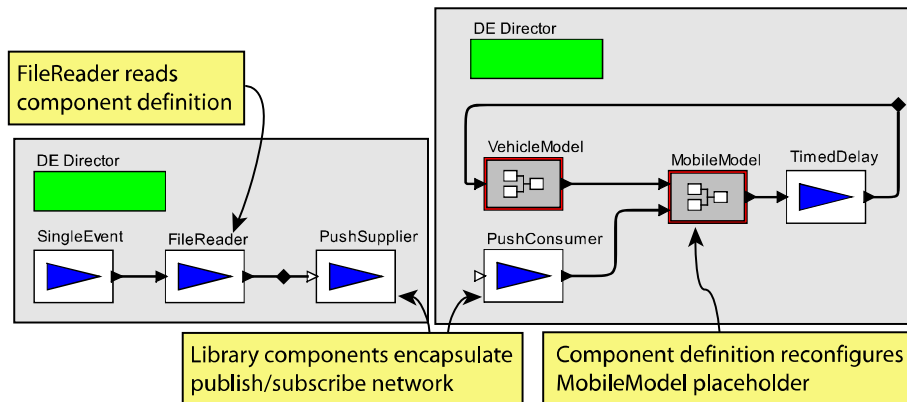 FileReader reads
component definition
DE Director
SingleEvent
FileReader
PushSupplier
DE Director
VehicleModel
MobileModel
TimedDelay
PushConsumer
Library components encapsulate
publish/subscribe network
Component definition reconfigures
MobileModel placeholder